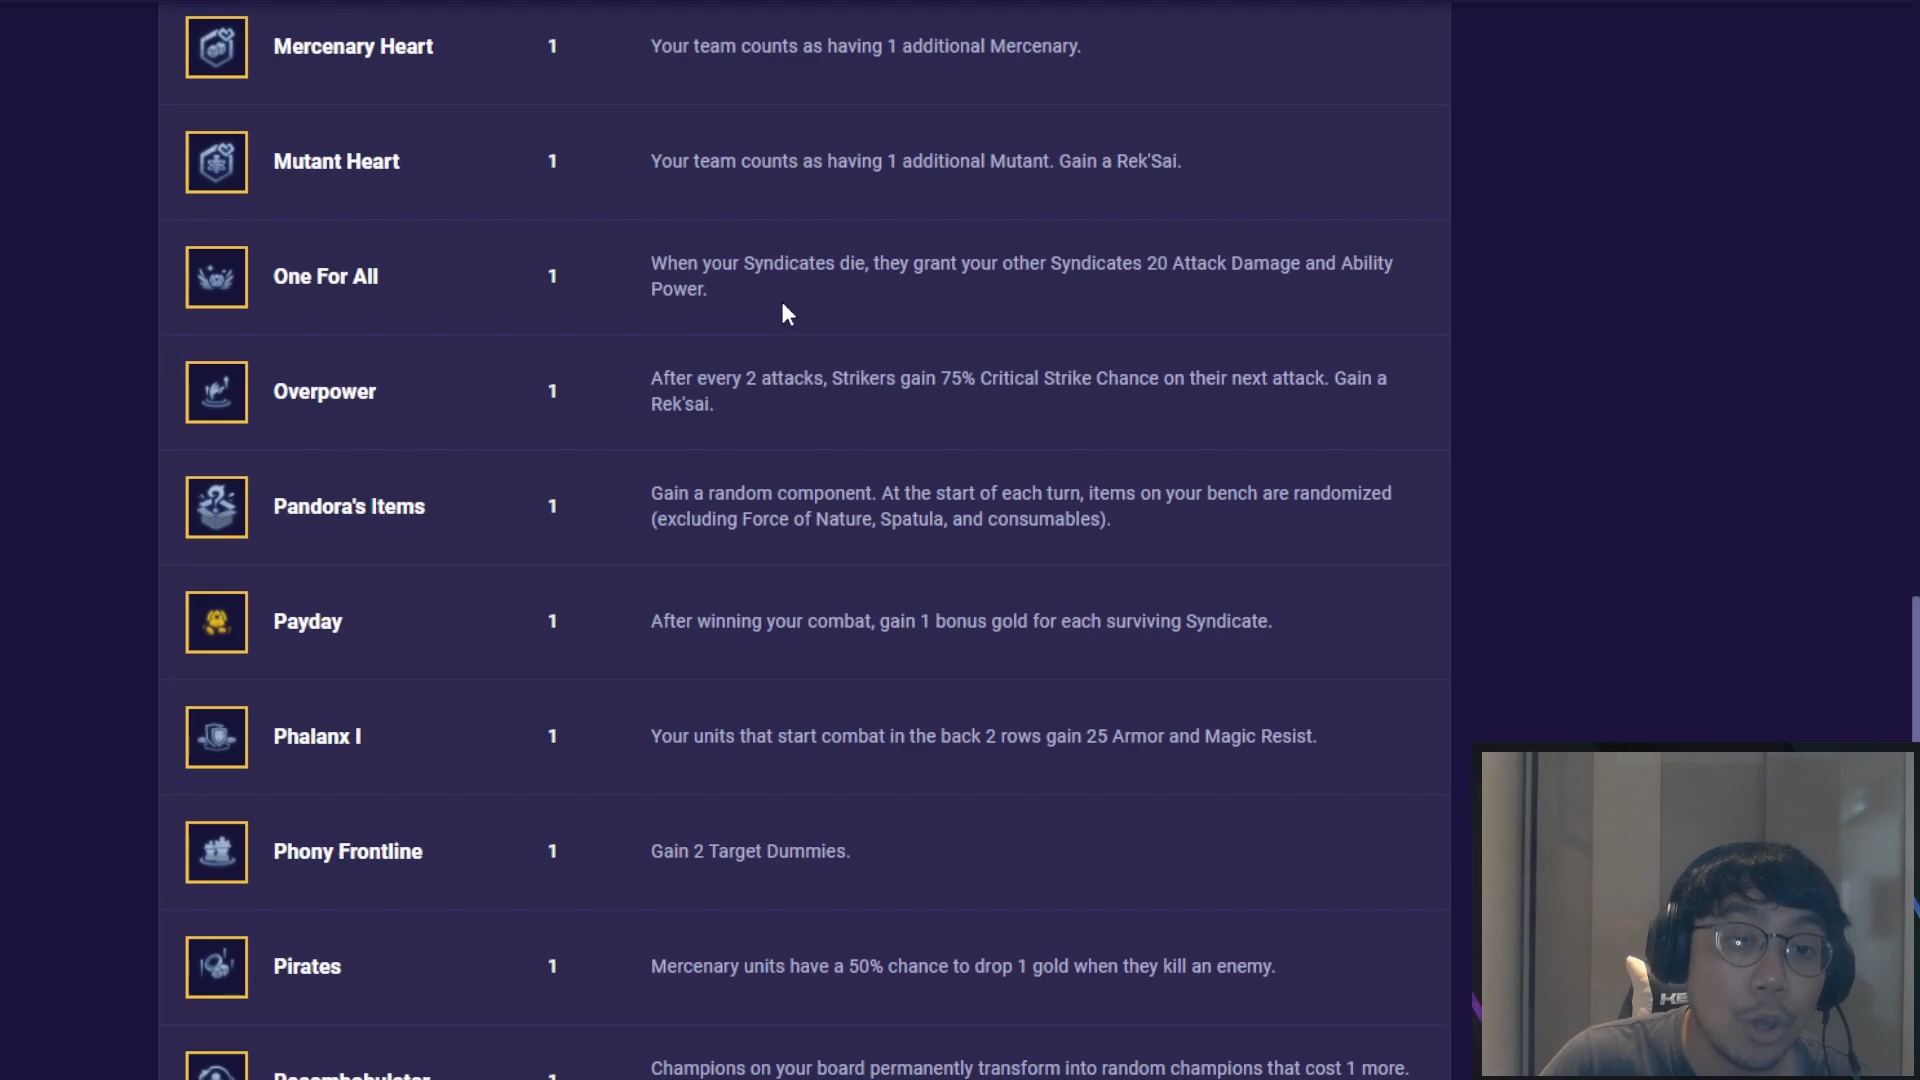 Mercenary Heart
1
Your team counts as having 1 additional Mercenary.
Mutant Heart
1
Your team counts as having 1 additional Mutant. Gain a Rek'Sai.
One For All
1
When your Syndicates die, they grant your other Syndicates 20 Attack Damage and Ability
Power.
Overpower
1
After every 2 attacks, Strikers gain 75% Critical Strike Chance on their next attack. Gain a
Rek'sai.
Pandora's Items
1
Gain a random component. At the start of each turn, items on your bench are randomized
(excluding Force of Nature, Spatula, and consumables).
Payday
1
After winning your combat, gain 1 bonus gold for each surviving Syndicate.
Phalanx I
1
Your units that start combat in the back 2 rows gain 25 Armor and Magic Resist.
Phony Frontline
1
Gain 2 Target Dummies.
Pirates
1
Mercenary units have a 50% chance to drop 1 gold when they kill an enemy.
Recombobulator
1
Champions on your board permanently transform into random champions that cost 1 more.